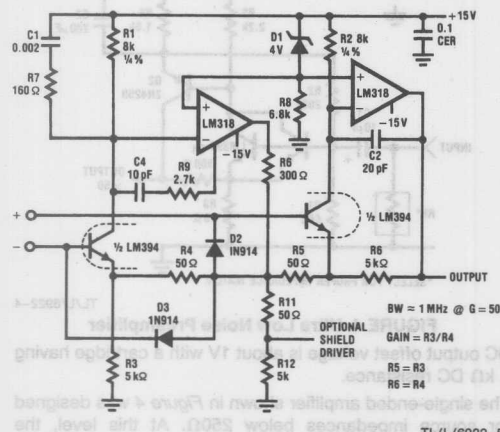 +15V
C1
0.002
R1
8k
¼%
D1
4V
R2 8k
¼%
0.1
CER
R7
160Ω
+
LM318
−
−15V
R8
6.8k
+
LM318
−
−15V
C4
10 pF
R9
2.7k
R6
300Ω
C2
20 pF
+
−
½ LM394
½ LM394
D2
IN914
R4
50Ω
R5
50Ω
R6
5k
OUTPUT
D3
1N914
R11
50Ω
OPTIONAL
SHIELD
DRIVER
R3
5kΩ
R12
5k
BW ≈ 1 MHz @ G = 50
GAIN = R3/R4
R5 = R3
R6 = R4